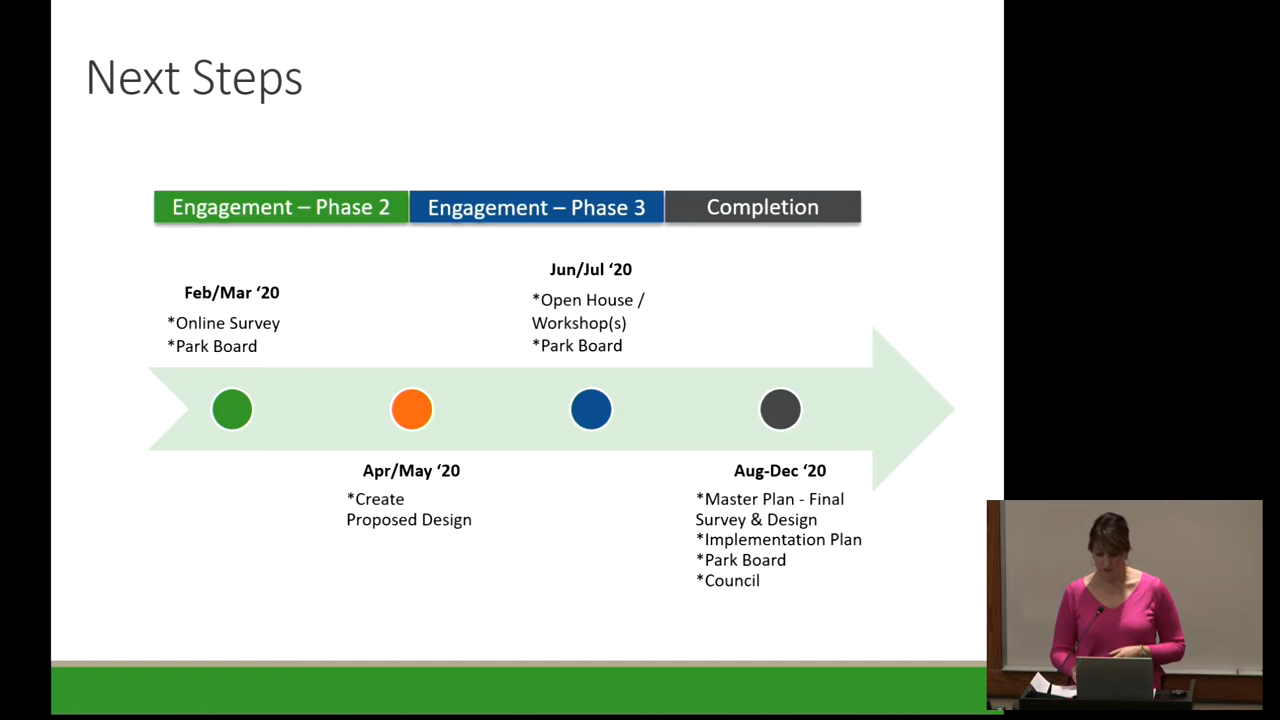 Next Steps
Engagement – Phase 2
Engagement – Phase 3
Completion
Feb/Mar ‘20
*Online Survey
*Park Board
Jun/Jul ‘20
*Open House /
Workshop(s)
*Park Board
Apr/May ‘20
*Create
Proposed Design
Aug-Dec ‘20
*Master Plan - Final
Survey & Design
*Implementation Plan
*Park Board
*Council